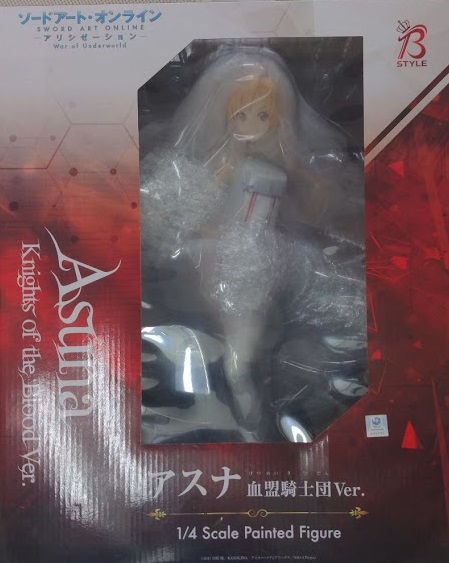 ソードアート・オンライン
SWORD ART ONLINE
アリシゼーション
War of Underworld
B
STYLE
Asuna
Knights of the Blood Ver.
アスナ 血盟騎士団Ver.
1/4 Scale Painted Figure